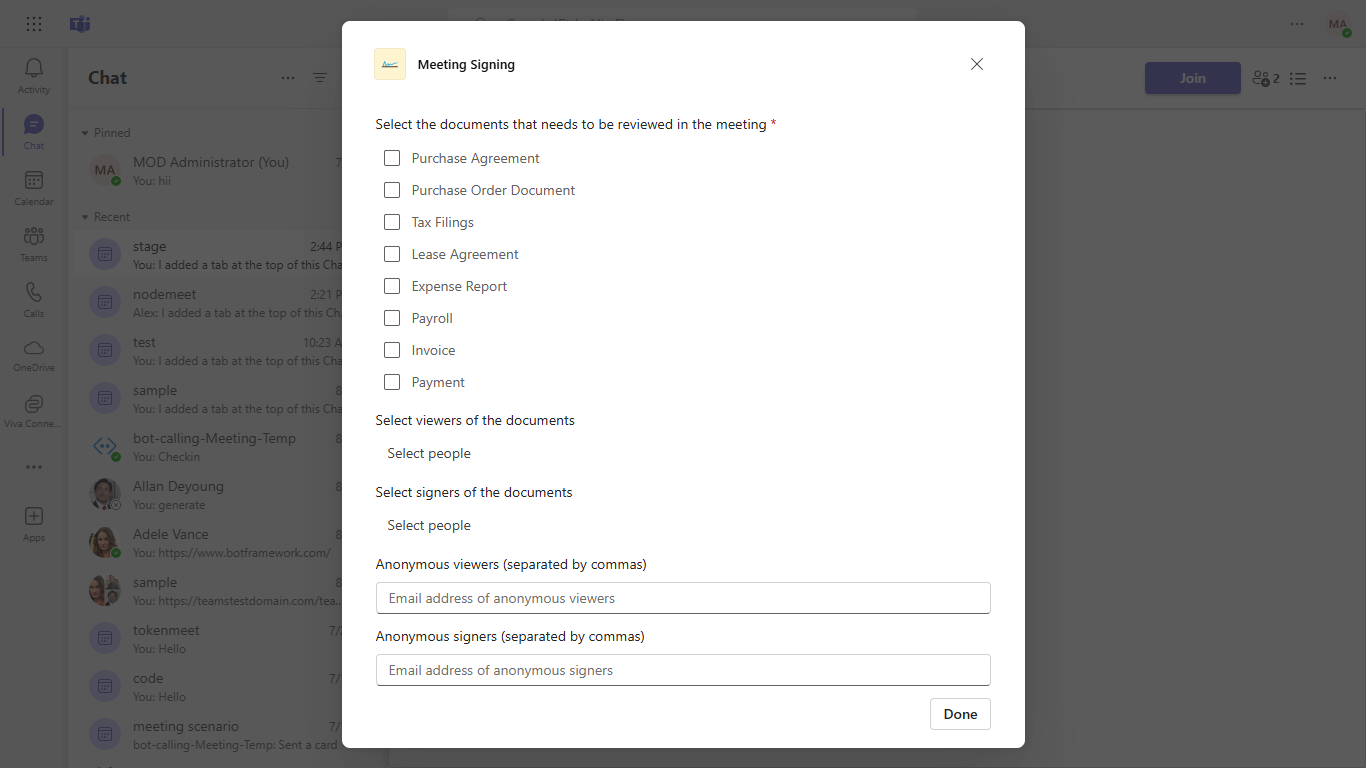 MA
Meeting Signing
Chat
Join
2
Activity
Select the documents that needs to be reviewed in the meeting *
Pinned
Chat
MOD Administrator (You)
MA
You: hii
Purchase Agreement
Calendar
Purchase Order Document
Recent
Tax Filings
Teams
stage 2:44 P
You: I added a tab at the top of this Cha
Lease Agreement
nodemeet 2:21 P
Alex: I added a tab at the top of this Ch
Expense Report
Calls
Payroll
test 10:23 A
You: I added a tab at the top of this Cha
Invoice
OneDrive
sample 8
You: I added a tab at the top of this Cha
Payment
Viva Conne...
Select viewers of the documents
bot-calling-Meeting-Temp 8
You: Checkin
Select people
Allan Deyoung 8
You: generate
Select signers of the documents
Select people
Apps
Adele Vance 8
You: https://www.botframework.com/
Anonymous viewers (separated by commas)
sample 8
You: https://teamstestdomain.com/tea...
Email address of anonymous viewers
tokenmeet 7/
You: Hello
Anonymous signers (separated by commas)
code 7/
You: Hello
Email address of anonymous signers
meeting scenario 7/
bot-calling-Meeting-Temp: Sent a card
Done